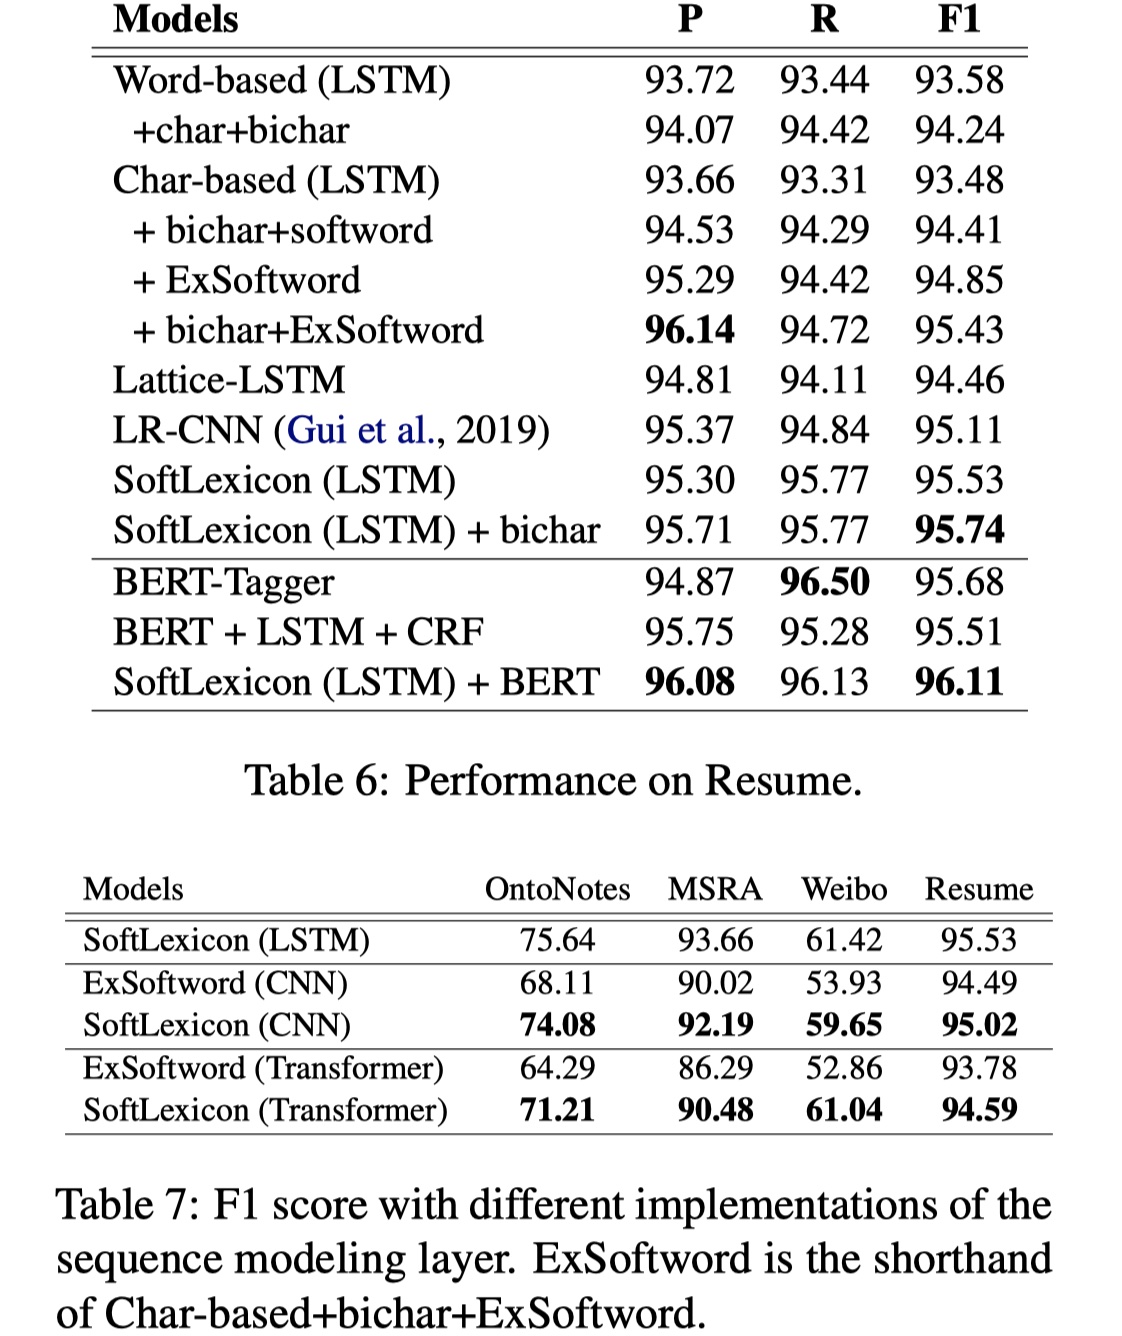 Models P R F1
Word-based (LSTM) 93.72 93.44 93.58
+char+bichar 94.07 94.42 94.24
Char-based (LSTM) 93.66 93.31 93.48
+ bichar+softword 94.53 94.29 94.41
+ ExSoftword 95.29 94.42 94.85
+ bichar+ExSoftword 96.14 94.72 95.43
Lattice-LSTM 94.81 94.11 94.46
LR-CNN (Gui et al., 2019) 95.37 94.84 95.11
SoftLexicon (LSTM) 95.30 95.77 95.53
SoftLexicon (LSTM) + bichar 95.71 95.77 95.74
BERT-Tagger 94.87 96.50 95.68
BERT + LSTM + CRF 95.75 95.28 95.51
SoftLexicon (LSTM) + BERT 96.08 96.13 96.11
Table 6: Performance on Resume.
Models OntoNotes MSRA Weibo Resume
SoftLexicon (LSTM) 75.64 93.66 61.42 95.53
ExSoftword (CNN) 68.11 90.02 53.93 94.49
SoftLexicon (CNN) 74.08 92.19 59.65 95.02
ExSoftword (Transformer) 64.29 86.29 52.86 93.78
SoftLexicon (Transformer) 71.21 90.48 61.04 94.59
Table 7: F1 score with different implementations of the
sequence modeling layer. ExSoftword is the shorthand
of Char-based+bichar+ExSoftword.